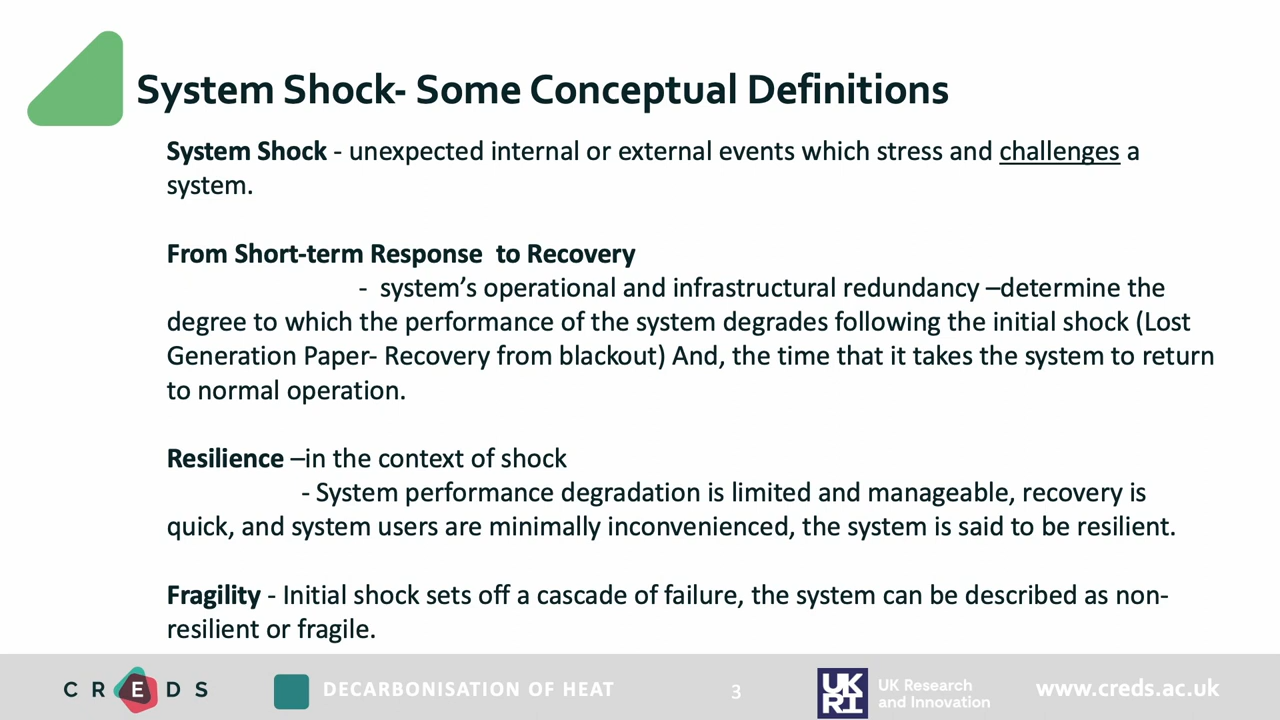 System Shock- Some Conceptual Definitions
System Shock - unexpected internal or external events which stress and challenges a
system.
From Short-term Response  to Recovery
-  system’s operational and infrastructural redundancy –determine the
degree to which the performance of the system degrades following the initial shock (Lost
Generation Paper- Recovery from blackout) And, the time that it takes the system to return
to normal operation.
Resilience –in the context of shock
- System performance degradation is limited and manageable, recovery is
quick, and system users are minimally inconvenienced, the system is said to be resilient.
Fragility - Initial shock sets off a cascade of failure, the system can be described as non-
resilient or fragile.
CREDS
DECARBONISATION OF HEAT
3
UKRI
UK Research
and Innovation
www.creds.ac.uk